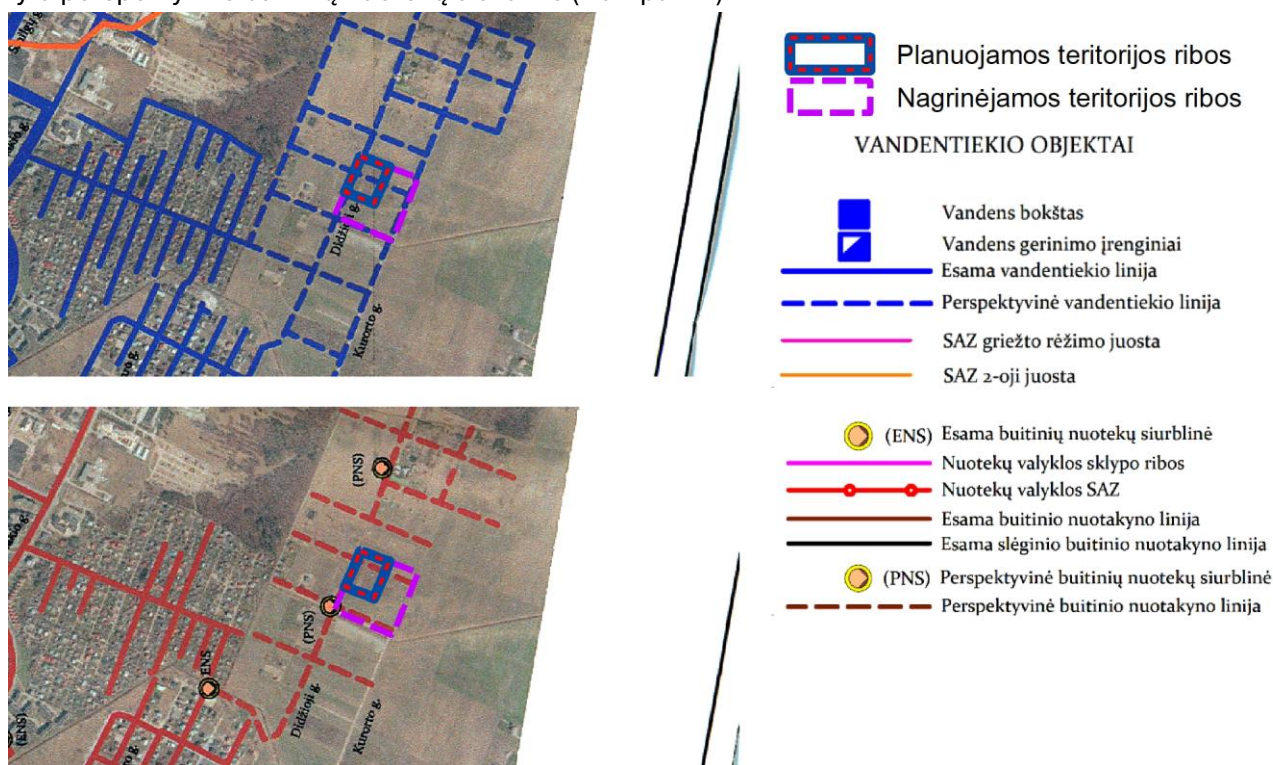 Planuojamos teritorijos ribos
Nagrinėjamos teritorijos ribos
VANDENTIEKIO OBJEKTAI
Vandens bokštas
Vandens gerinimo įrenginiai
Esama vandentiekio linija
Perspektyvinė vandentiekio linija
SAZ griežto rėžimo juosta
SAZ 2-oji juosta
Kurorto g.
(ENS) Esama buitinių nuotekų siurblinė
Nuotekų valyklos sklypo ribos
Nuotekų valyklos SAZ
Esama buitinio nuotakyno linija
Esama slėginio buitinio nuotakyno linija
(PNS) Perspektyvinė buitinių nuotekų siurblinė
Perspektyvinė buitinio nuotakyno linija
(PNS)
(PNS)
ENS
(ENS)
Didžioji g.
Kurorto g.